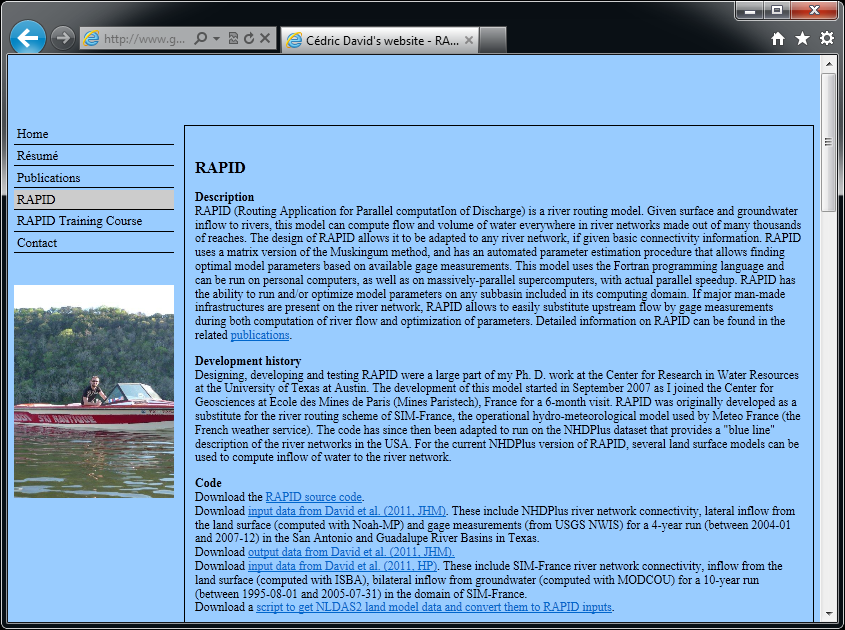 http://www.g...
Cédric David's website - RA...
Home
Résumé
Publications
RAPID
RAPID Training Course
Contact
SKI NAUTIQUE
RAPID
Description
RAPID (Routing Application for Parallel computatIon of Discharge) is a river routing model. Given surface and groundwater
inflow to rivers, this model can compute flow and volume of water everywhere in river networks made out of many thousands
of reaches. The design of RAPID allows it to be adapted to any river network, if given basic connectivity information. RAPID
uses a matrix version of the Muskingum method, and has an automated parameter estimation procedure that allows finding
optimal model parameters based on available gage measurements. This model uses the Fortran programming language and
can be run on personal computers, as well as on massively-parallel supercomputers, with actual parallel speedup. RAPID has
the ability to run and/or optimize model parameters on any subbasin included in its computing domain. If major man-made
infrastructures are present on the river network, RAPID allows to easily substitute upstream flow by gage measurements
during both computation of river flow and optimization of parameters. Detailed information on RAPID can be found in the
related publications.
Development history
Designing, developing and testing RAPID were a large part of my Ph. D. work at the Center for Research in Water Resources
at the University of Texas at Austin. The development of this model started in September 2007 as I joined the Center for
Geosciences at Ecole des Mines de Paris (Mines Paristech), France for a 6-month visit. RAPID was originally developed as a
substitute for the river routing scheme of SIM-France, the operational hydro-meteorological model used by Meteo France (the
French weather service). The code has since then been adapted to run on the NHDPlus dataset that provides a "blue line"
description of the river networks in the USA. For the current NHDPlus version of RAPID, several land surface models can be
used to compute inflow of water to the river network.
Code
Download the RAPID source code.
Download input data from David et al. (2011, JHM). These include NHDPlus river network connectivity, lateral inflow from
the land surface (computed with Noah-MP) and gage measurements (from USGS NWIS) for a 4-year run (between 2004-01
and 2007-12) in the San Antonio and Guadalupe River Basins in Texas.
Download output data from David et al. (2011, JHM).
Download input data from David et al. (2011, HP). These include SIM-France river network connectivity, inflow from the
land surface (computed with ISBA), bilateral inflow from groundwater (computed with MODCOU) for a 10-year run
(between 1995-08-01 and 2005-07-31) in the domain of SIM-France.
Download a script to get NLDAS2 land model data and convert them to RAPID inputs.